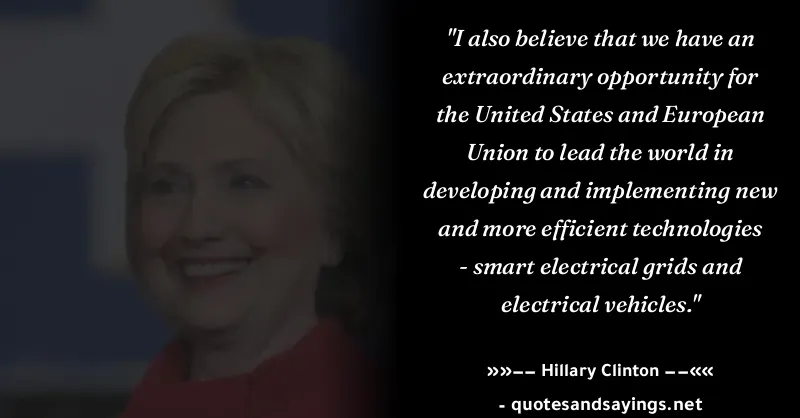 "I also believe that we have an
extraordinary opportunity for
the United States and European
Union to lead the world in
developing and implementing new
and more efficient technologies
- smart electrical grids and
electrical vehicles."
»»−− Hillary Clinton −−««
- quotesandsayings.net